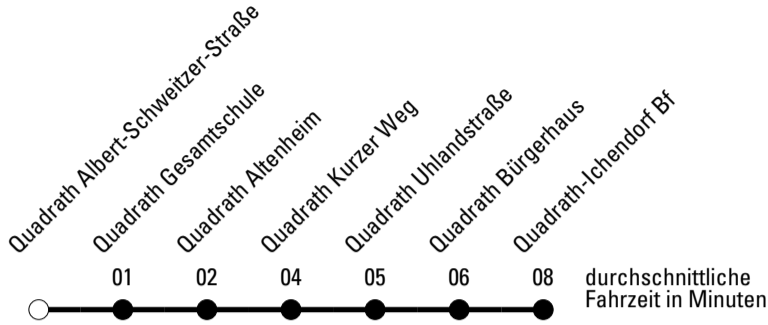 Quadrath Albert-Schweitzer-Straße
Quadrath Gesamtschule
Quadrath Altenheim
Quadrath Kurzer Weg
Quadrath Uhlandstraße
Quadrath Bürgerhaus
Quadrath-Ichendorf Bf
01 02 04 05 06 08 durchschnittliche
Fahrzeit in Minuten